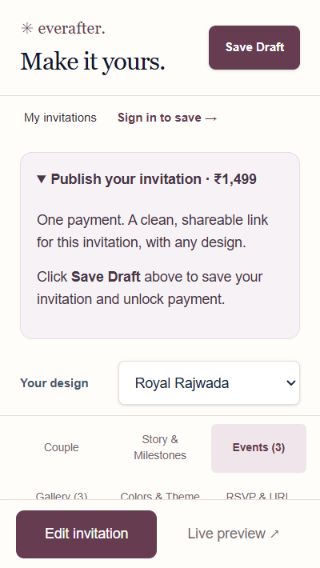 ✳ everafter.
Make it yours.
Save Draft
My invitations
Sign in to save →
▼ Publish your invitation · ₹1,499
One payment. A clean, shareable link
for this invitation, with any design.
Click Save Draft above to save your
invitation and unlock payment.
Your design
Royal Rajwada
Couple
Story &
Milestones
Events (3)
Gallery (3)
Colors & Theme
RSVP & URL
Edit invitation
Live preview ↗